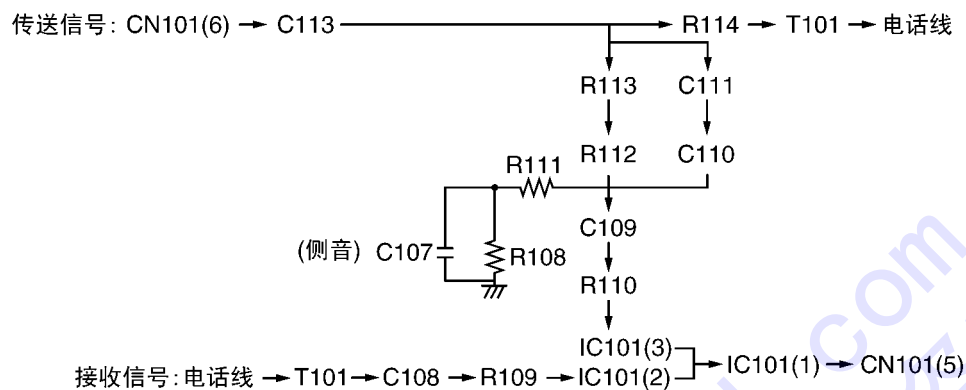 传送信号: CN101(6) → C113 → R114 → T101 → 电话线
R113 C111
R112 C110
R111
C109
(侧音) C107 R108
R110
IC101(3)
IC101(1) → CN101(5)
接收信号:电话线 → T101 → C108 → R109 → IC101(2)